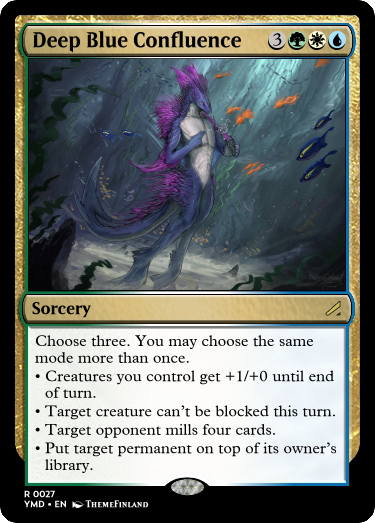 Deep Blue Confluence 3
Sorcery
Choose three. You may choose the same
mode more than once.
• Creatures you control get +1/+0 until end
of turn.
• Target creature can't be blocked this turn.
• Target opponent mills four cards.
• Put target permanent on top of its owner's
library.
R 0027
YMD • EN ThemeFinland